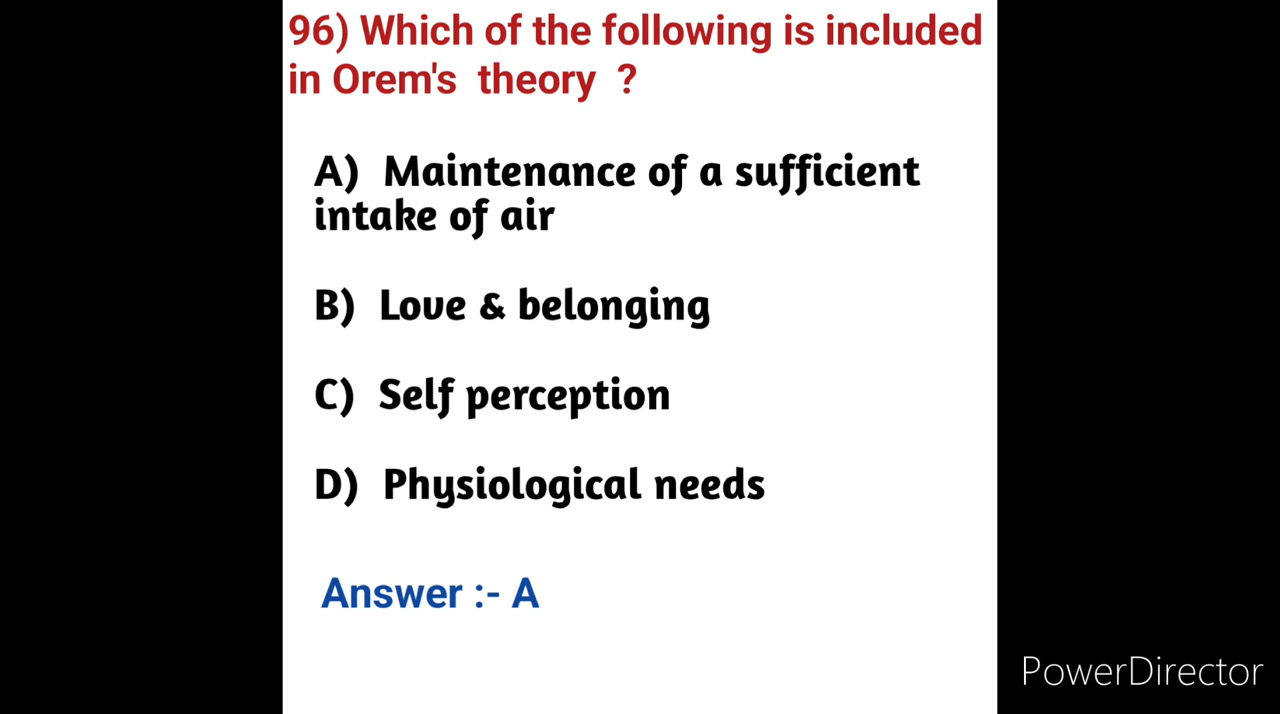 96) Which of the following is included
in Orem's theory ?
A) Maintenance of a sufficient
intake of air
B) Love & belonging
C) Self perception
D) Physiological needs
Answer :- A
PowerDirector